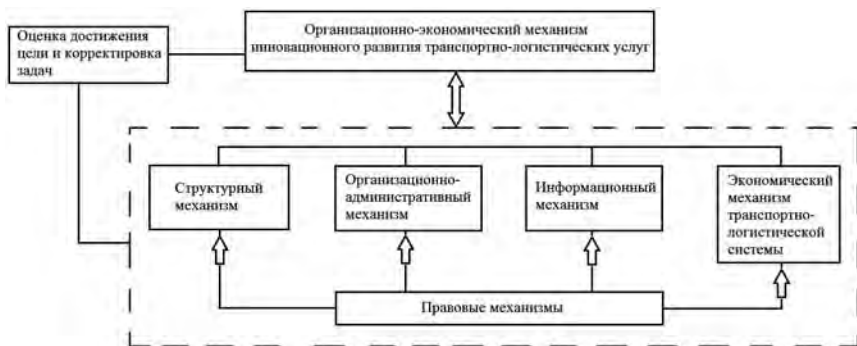 Оценка достижения
цели и корректировка
задач
Организационно-экономический механизм
инновационного развития транспортно-логистических услуг
Структурный
механизм
Организационно-
административный
механизм
Информационный
механизм
Экономический
механизм
транспортно-
логистической
системы
Правовые механизмы